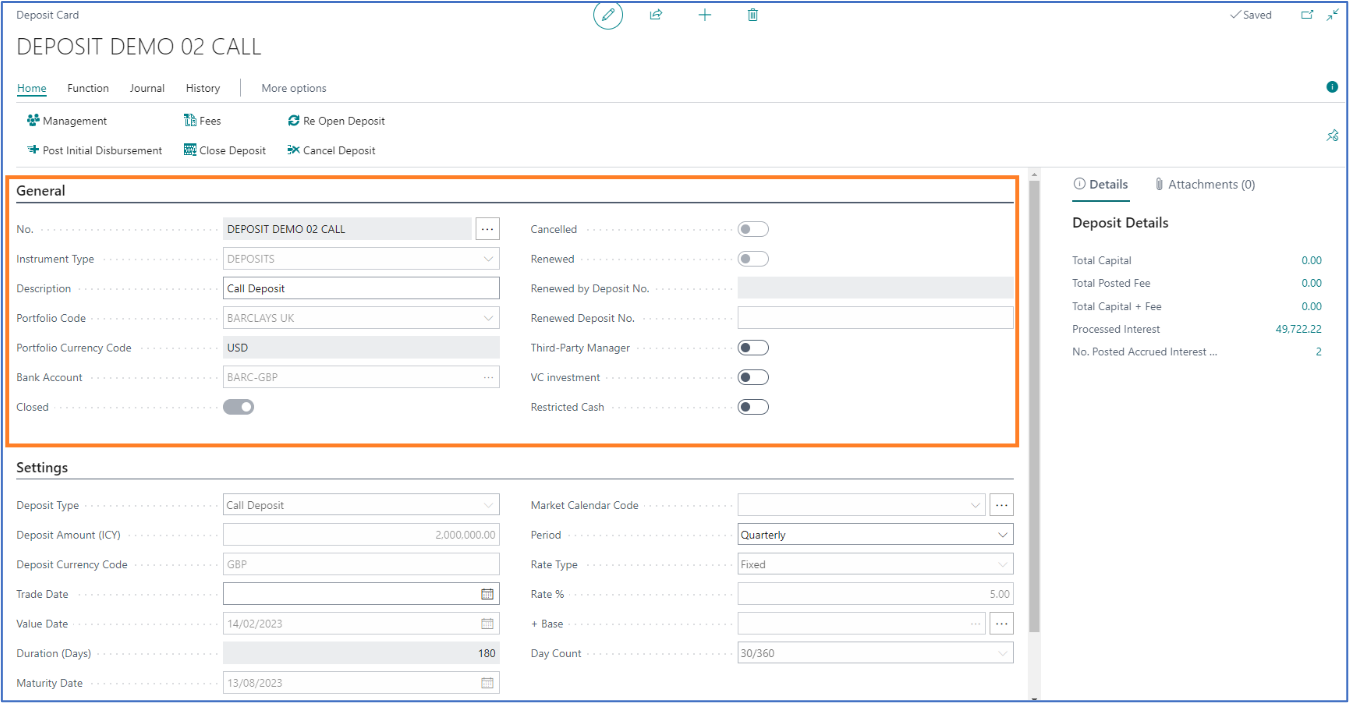 Deposit Card
Saved
DEPOSIT DEMO 02 CALL
Home Function Journal History More options
Management Fees Re Open Deposit
Post Initial Disbursement Close Deposit Cancel Deposit
General
No. DEPOSIT DEMO 02 CALL
Instrument Type DEPOSITS
Description Call Deposit
Portfolio Code BARCLAYS UK
Portfolio Currency Code USD
Bank Account BARC-GBP
Closed
Cancelled
Renewed
Renewed by Deposit No.
Renewed Deposit No.
Third-Party Manager
VC investment
Restricted Cash
Settings
Deposit Type Call Deposit
Deposit Amount (ICY) 2,000,000.00
Deposit Currency Code GBP
Trade Date
Value Date 14/02/2023
Duration (Days) 180
Maturity Date 13/08/2023
Market Calendar Code
Period Quarterly
Rate Type Fixed
Rate % 5.00
+ Base
Day Count 30/360
Details Attachments (0)
Deposit Details
Total Capital 0.00
Total Posted Fee 0.00
Total Capital + Fee 0.00
Processed Interest 49,722.22
No. Posted Accrued Interest ... 2